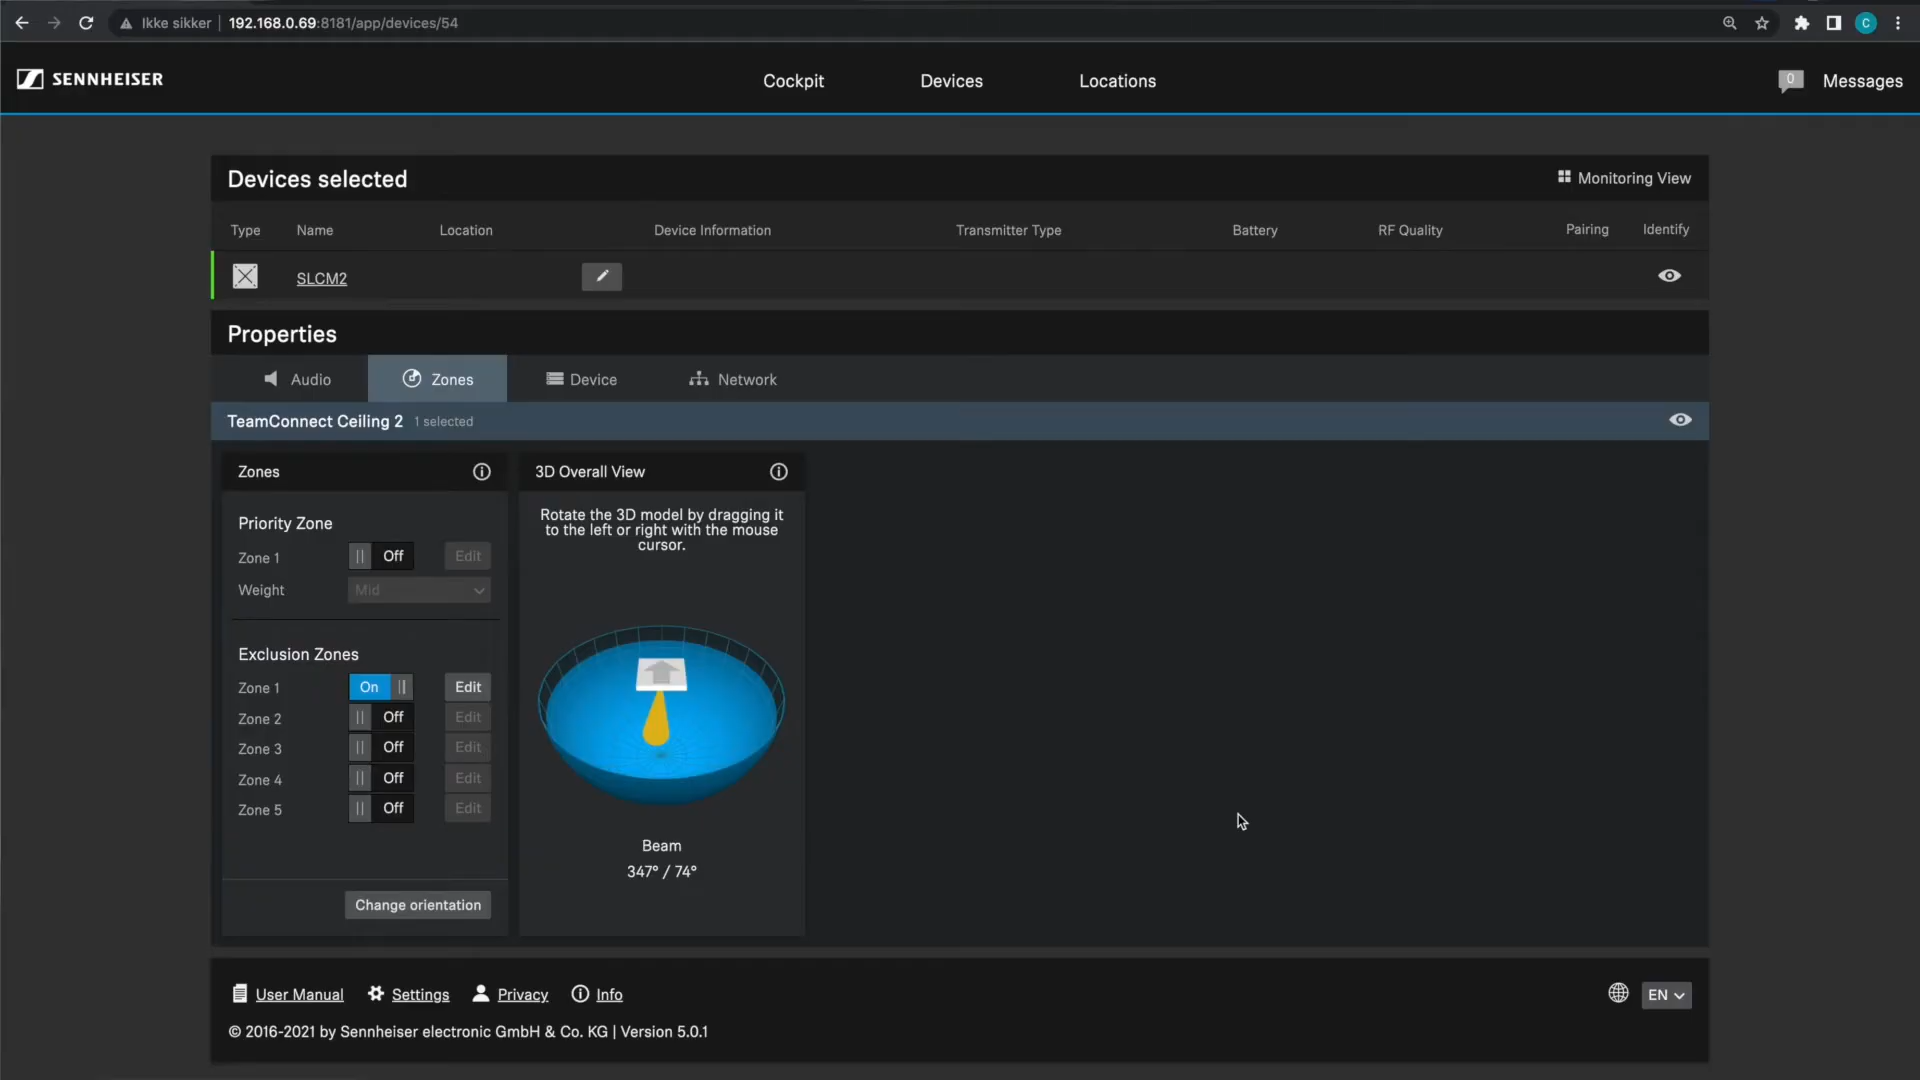 Ikke sikker 192.168.0.69:8181/app/devices/54
C
SENNHEISER
Cockpit
Devices
Locations
0
Messages
Devices selected
Monitoring View
Type
Name
Location
Device Information
Transmitter Type
Battery
RF Quality
Pairing
Identify
SLCM2
Properties
Audio
Zones
Device
Network
TeamConnect Ceiling 2 1 selected
Zones
Priority Zone
Zone 1 Off Edit
Weight Mid
Exclusion Zones
Zone 1 On Edit
Zone 2 Off Edit
Zone 3 Off Edit
Zone 4 Off Edit
Zone 5 Off Edit
Change orientation
3D Overall View
Rotate the 3D model by dragging it
to the left or right with the mouse
cursor.
Beam
347° / 74°
User Manual
Settings
Privacy
Info
EN
© 2016-2021 by Sennheiser electronic GmbH & Co. KG | Version 5.0.1